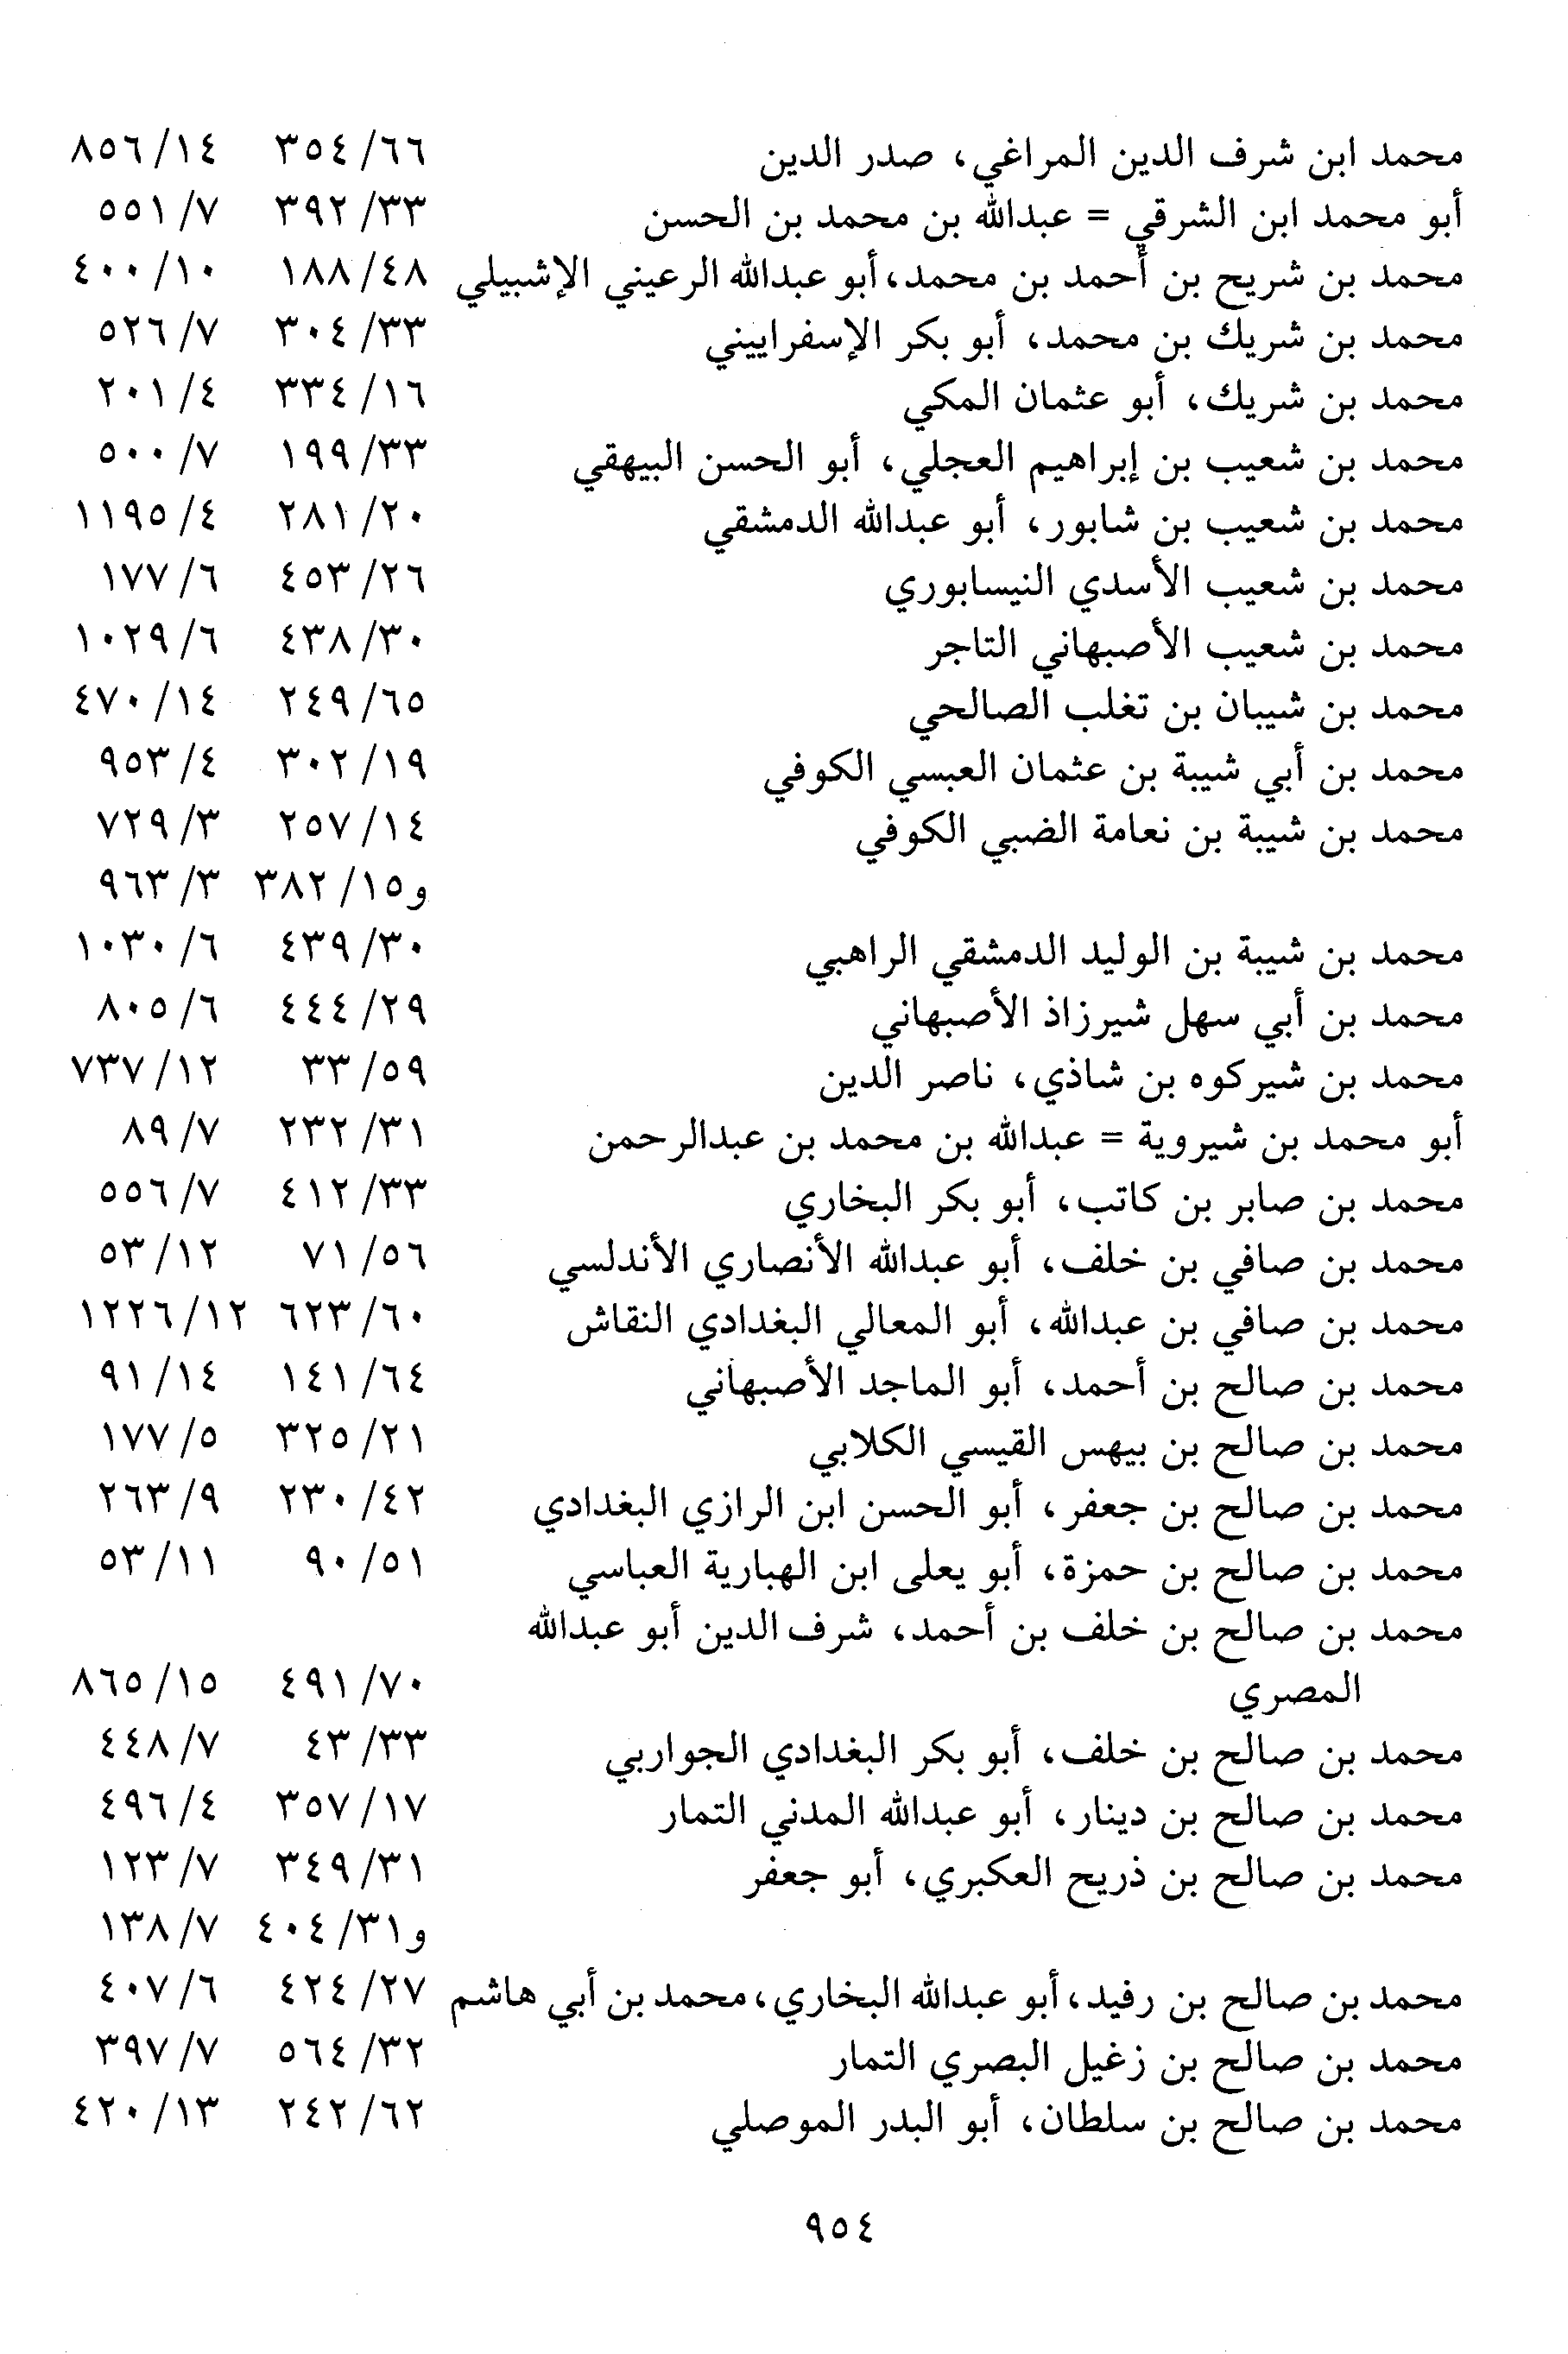 محمد ابن شرف الدين المراغي، صدر الدين ٦٦/ ٣٥٤ ١٤/ ٨٥٦
أبو محمد ابن الشرقي = عبدالله بن محمد بن الحسن ٣٣/ ٣٩٢ ٧/ ٥٥١
محمد بن شريح بن أحمد بن محمد، أبو عبدالله الرعيني الإشبيلي ٤٨/ ١٨٨ ١٠/ ٤٠٠
محمد بن شريك بن محمد، أبو بكر الإسفراييني ٣٣/ ٣٠٤ ٧/ ٥٢٦
محمد بن شريك، أبو عثمان المكي ١٦/ ٣٣٤ ٤/ ٢٠١
محمد بن شعيب بن إبراهيم العجلي، أبو الحسن البيهقي ٣٣/ ١٩٩ ٧/ ٥٠٠
محمد بن شعيب بن شابور، أبو عبدالله الدمشقي ٢٠/ ٢٨١ ٤/ ١١٩٥
محمد بن شعيب الأسدي النيسابوري ٢٦/ ٤٥٣ ٦/ ١٧٧
محمد بن شعيب الأصبهاني التاجر ٣٠/ ٤٣٨ ٦/ ١٠٢٩
محمد بن شيبان بن تغلب الصالحي ٦٥/ ٢٤٩ ١٤/ ٤٧٠
محمد بن أبي شيبة بن عثمان العبسي الكوفي ١٩/ ٣٠٢ ٤/ ٩٥٣
محمد بن شيبة بن نعامة الضبي الكوفي ١٤/ ٢٥٧ ٣/ ٧٢٩
و١٥/ ٣٨٢ ٣/ ٩٦٣
محمد بن شيبة بن الوليد الدمشقي الراهبي ٣٠/ ٤٣٩ ٦/ ١٠٣٠
محمد بن أبي سهل شيرزاذ الأصبهاني ٢٩/ ٤٤٤ ٦/ ٨٠٥
محمد بن شيركوه بن شاذي، ناصر الدين ٥٩/ ٣٣ ١٢/ ٧٣٧
أبو محمد بن شيروية = عبدالله بن محمد بن عبدالرحمن ٣١/ ٢٣٢ ٧/ ٨٩
محمد بن صابر بن كاتب، أبو بكر البخاري ٣٣/ ٤١٢ ٧/ ٥٥٦
محمد بن صافي بن خلف، أبو عبدالله الأنصاري الأندلسي ٥٦/ ٧١ ١٢/ ٥٣
محمد بن صافي بن عبدالله، أبو المعالي البغدادي النقاش ٦٠/ ٦٢٣ ١٢/ ١٢٢٦
محمد بن صالح بن أحمد، أبو الماجد الأصبهاني ٦٤/ ١٤١ ١٤/ ٩١
محمد بن صالح بن بيهس القيسي الكلابي ٢١/ ٣٢٥ ٥/ ١٧٧
محمد بن صالح بن جعفر، أبو الحسن ابن الرازي البغدادي ٤٢/ ٢٣٠ ٩/ ٢٦٣
محمد بن صالح بن حمزة، أبو يعلى ابن الهبارية العباسي ٥١/ ٩٠ ١١/ ٥٣
محمد بن صالح بن خلف بن أحمد، شرف الدين أبو عبدالله
المصري ٧٠/ ٤٩١ ١٥/ ٨٦٥
محمد بن صالح بن خلف، أبو بكر البغدادي الجواربي ٣٣/ ٤٣ ٧/ ٤٤٨
محمد بن صالح بن دينار، أبو عبدالله المدني التمار ١٧/ ٣٥٧ ٤/ ٤٩٦
محمد بن صالح بن ذريح العكبري، أبو جعفر ٣١/ ٣٤٩ ٧/ ١٢٣
و٣١/ ٤٠٤ ٧/ ١٣٨
محمد بن صالح بن رفيد، أبو عبدالله البخاري، محمد بن أبي هاشم ٢٧/ ٤٢٤ ٦/ ٤٠٧
محمد بن صالح بن زغيل البصري التمار ٣٢/ ٥٦٤ ٧/ ٣٩٧
محمد بن صالح بن سلطان، أبو البدر الموصلي ٦٢/ ٢٤٢ ١٣/ ٤٢٠
٩٥٤